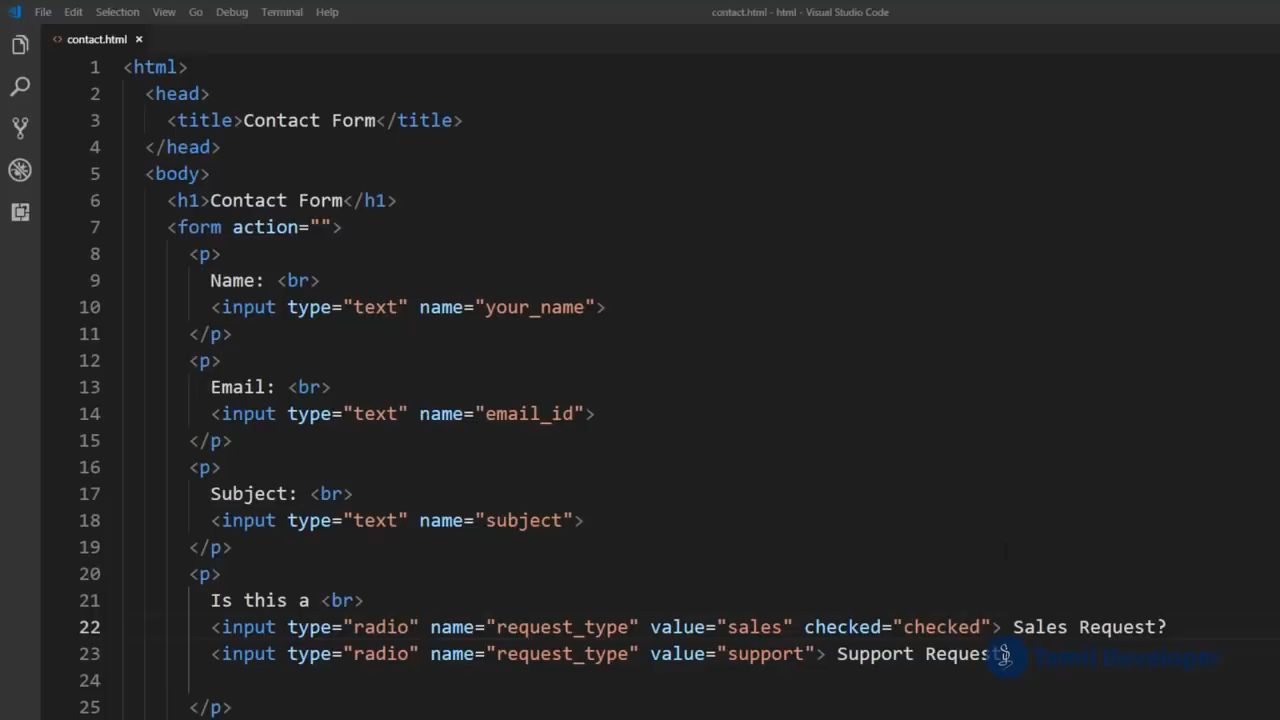 File Edit Selection View Go Debug Terminal Help contact.html - html - Visual Studio Code
<> contact.html ×
1 <html>
2 <head>
3 <title>Contact Form</title>
4 </head>
5 <body>
6 <h1>Contact Form</h1>
7 <form action="">
8 <p>
9 Name: <br>
10 <input type="text" name="your_name">
11 </p>
12 <p>
13 Email: <br>
14 <input type="text" name="email_id">
15 </p>
16 <p>
17 Subject: <br>
18 <input type="text" name="subject">
19 </p>
20 <p>
21 Is this a <br>
22 <input type="radio" name="request_type" value="sales" checked="checked"> Sales Request?
23 <input type="radio" name="request_type" value="support"> Support Request
Tamil Developer
24
25 </p>